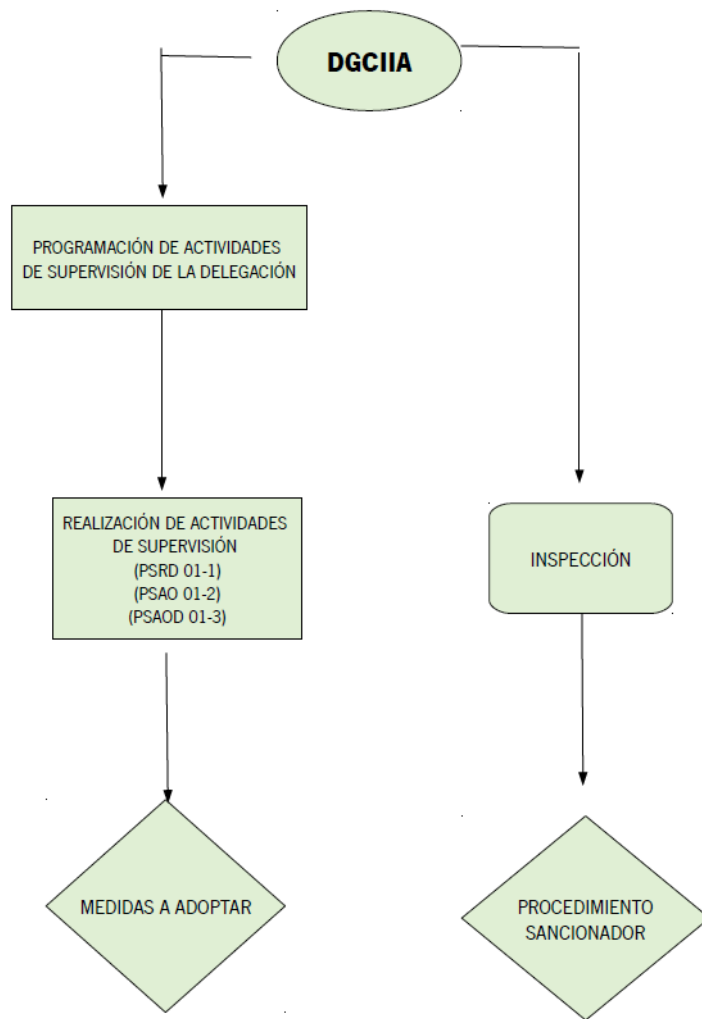 DGCIIA
PROGRAMACIÓN DE ACTIVIDADES
DE SUPERVISIÓN DE LA DELEGACIÓN
REALIZACIÓN DE ACTIVIDADES
DE SUPERVISIÓN
(PSRD 01-1)
(PSAO 01-2)
(PSAOD 01-3)
INSPECCIÓN
MEDIDAS A ADOPTAR
PROCEDIMIENTO
SANCIONADOR